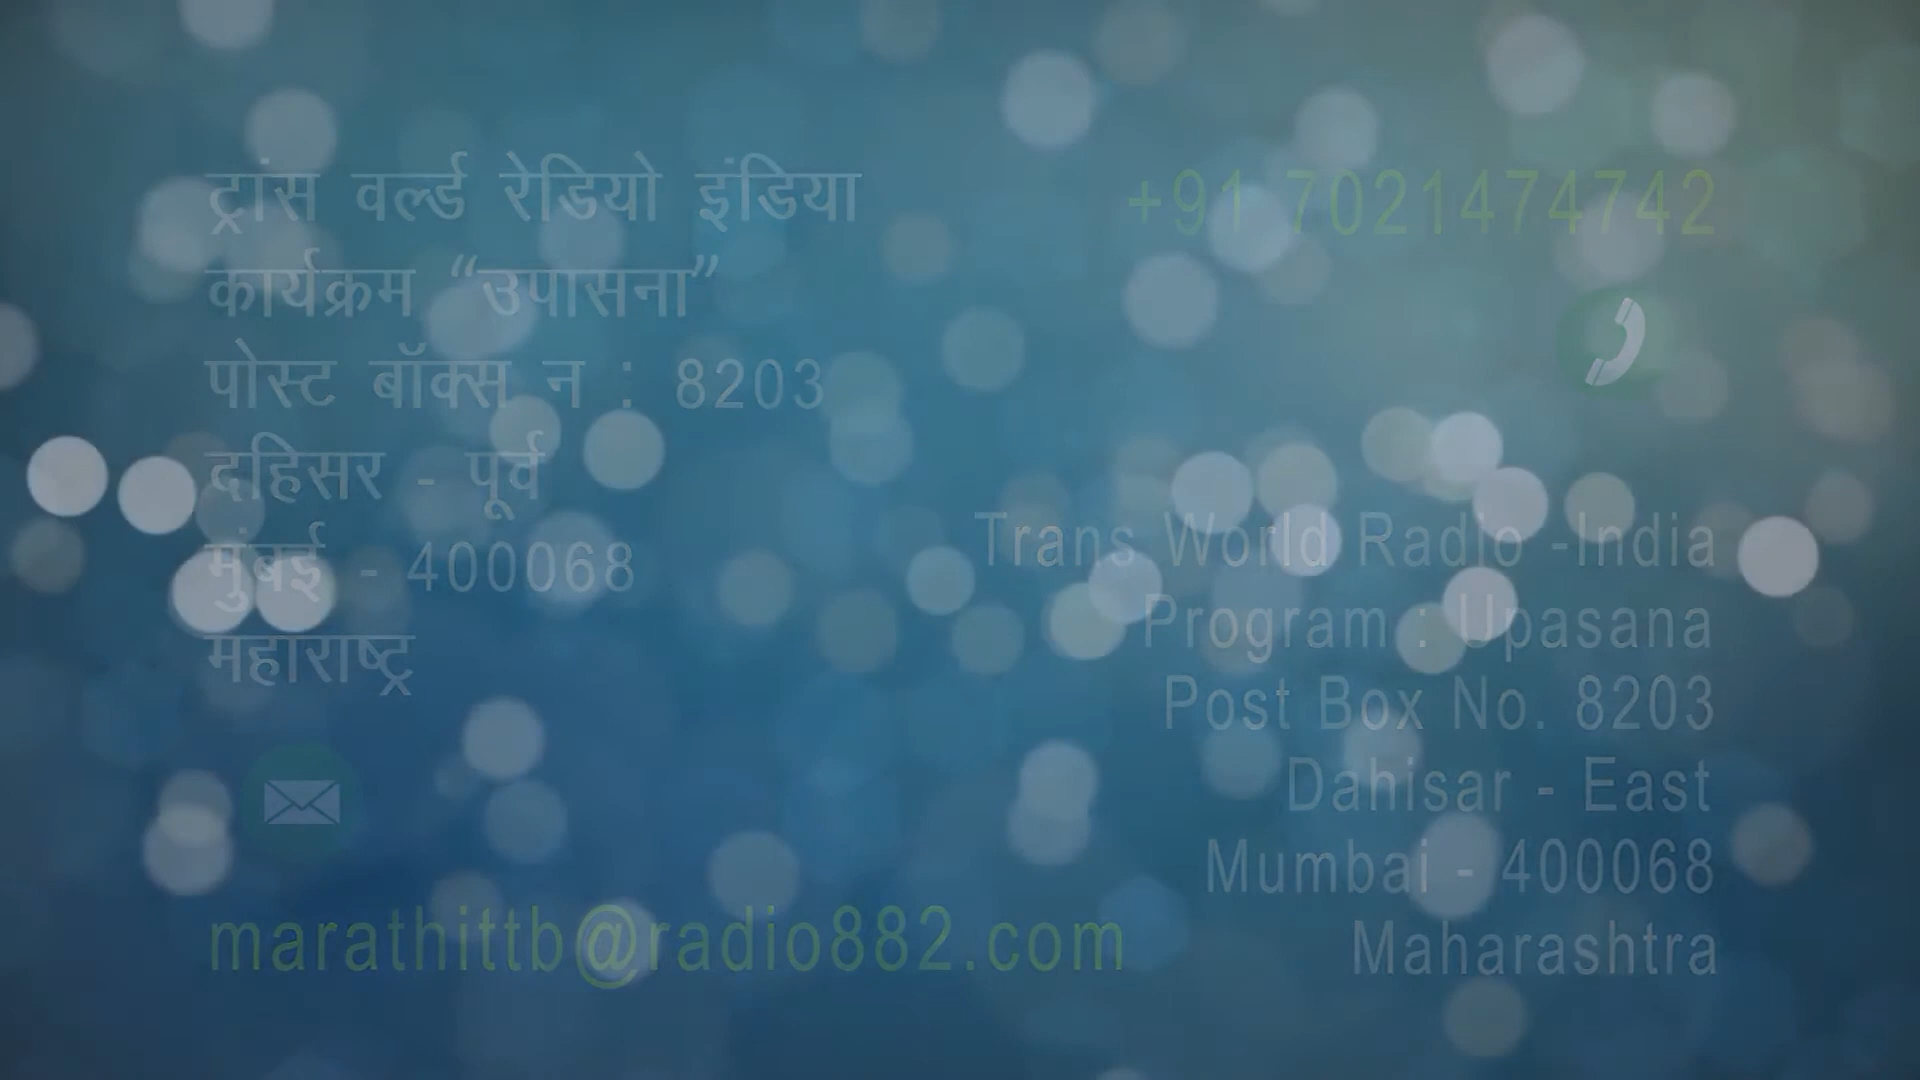 ट्रांस वर्ल्ड रेडियो इंडिया
कार्यक्रम “उपासना”
पोस्ट बॉक्स न : 8203
दहिसर - पूर्व
मुंबई - 400068
महाराष्ट्र
marathittb@radio882.com
+91 7021474742
Trans World Radio -India
Program : Upasana
Post Box No. 8203
Dahisar - East
Mumbai - 400068
Maharashtra